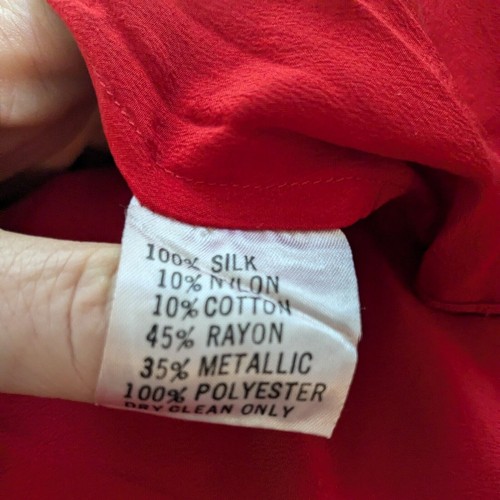 100% SILK
10% NYLON
10% COTTON
45% RAYON
35% METALLIC
100% POLYESTER
DRY CLEAN ONLY